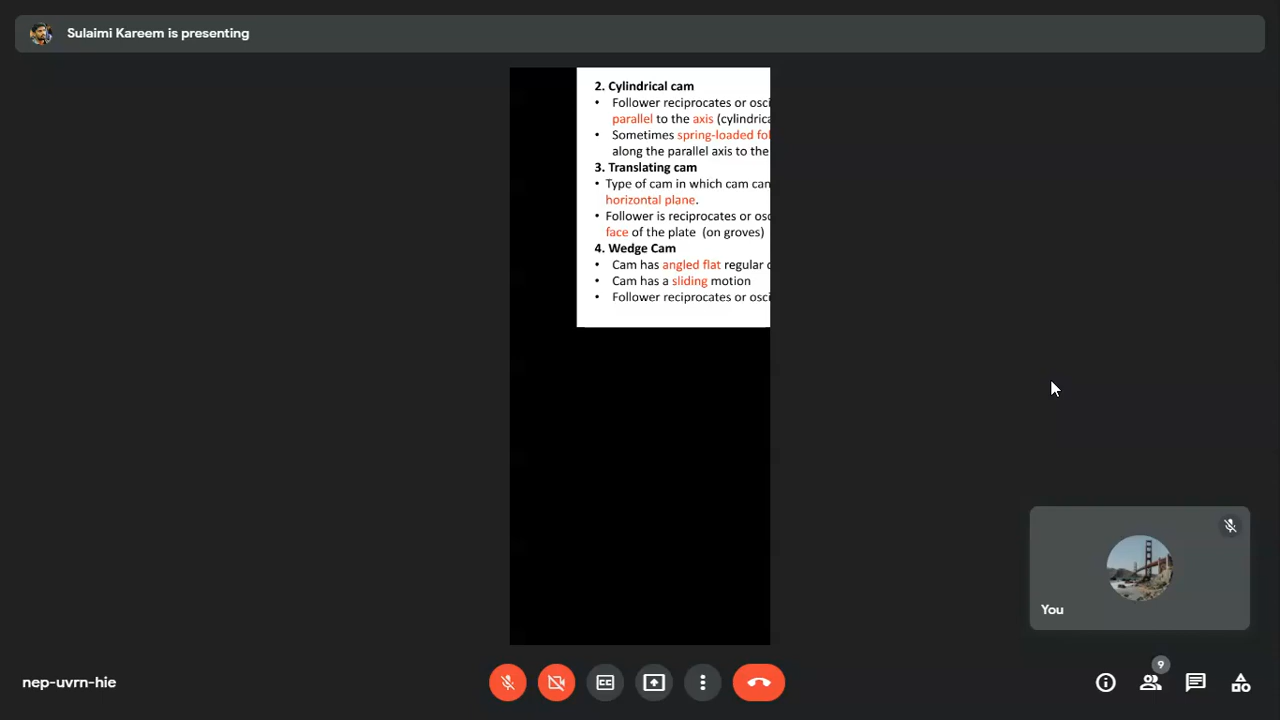 Sulaimi Kareem is presenting
2. Cylindrical cam
• Follower reciprocates or osci
parallel to the axis (cylindrica
• Sometimes spring-loaded fol
along the parallel axis to the
3. Translating cam
• Type of cam in which cam can
horizontal plane.
• Follower is reciprocates or osc
face of the plate (on groves)
4. Wedge Cam
• Cam has angled flat regular o
• Cam has a sliding motion
• Follower reciprocates or osci
You
nep-uvrn-hie
CC
9